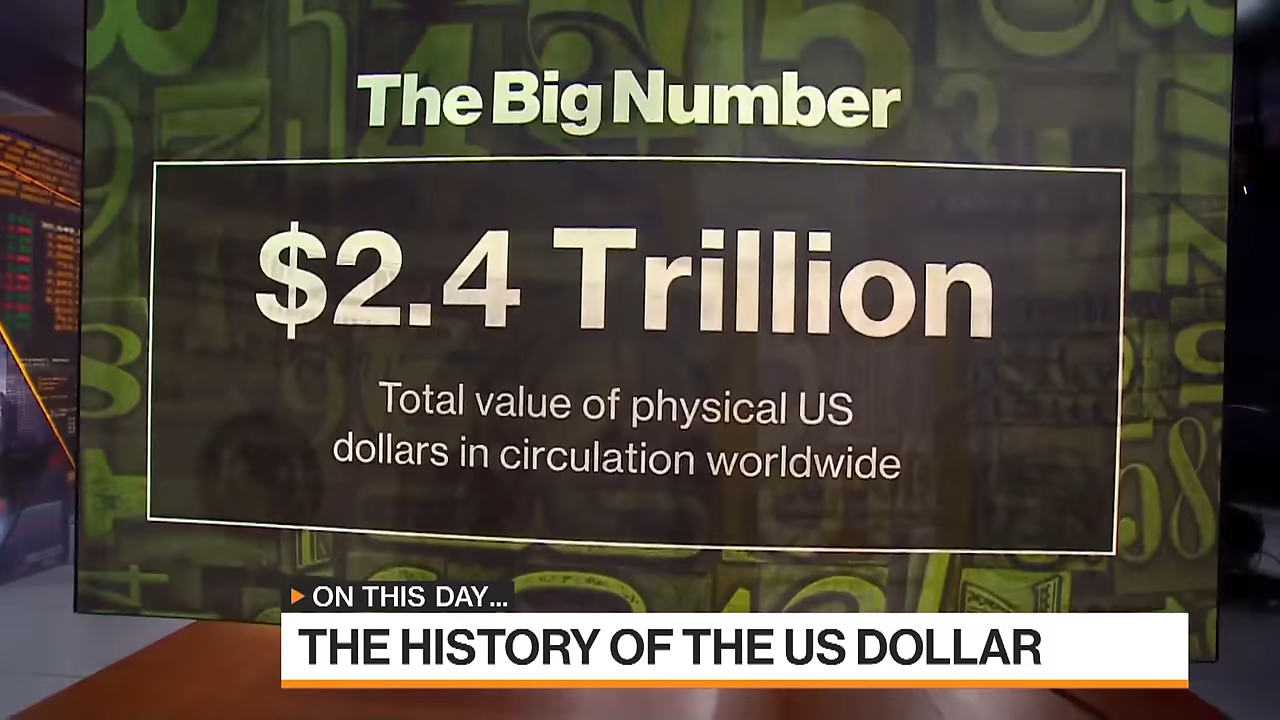 The Big Number
$2.4 Trillion
Total value of physical US
dollars in circulation worldwide
ON THIS DAY...
THE HISTORY OF THE US DOLLAR